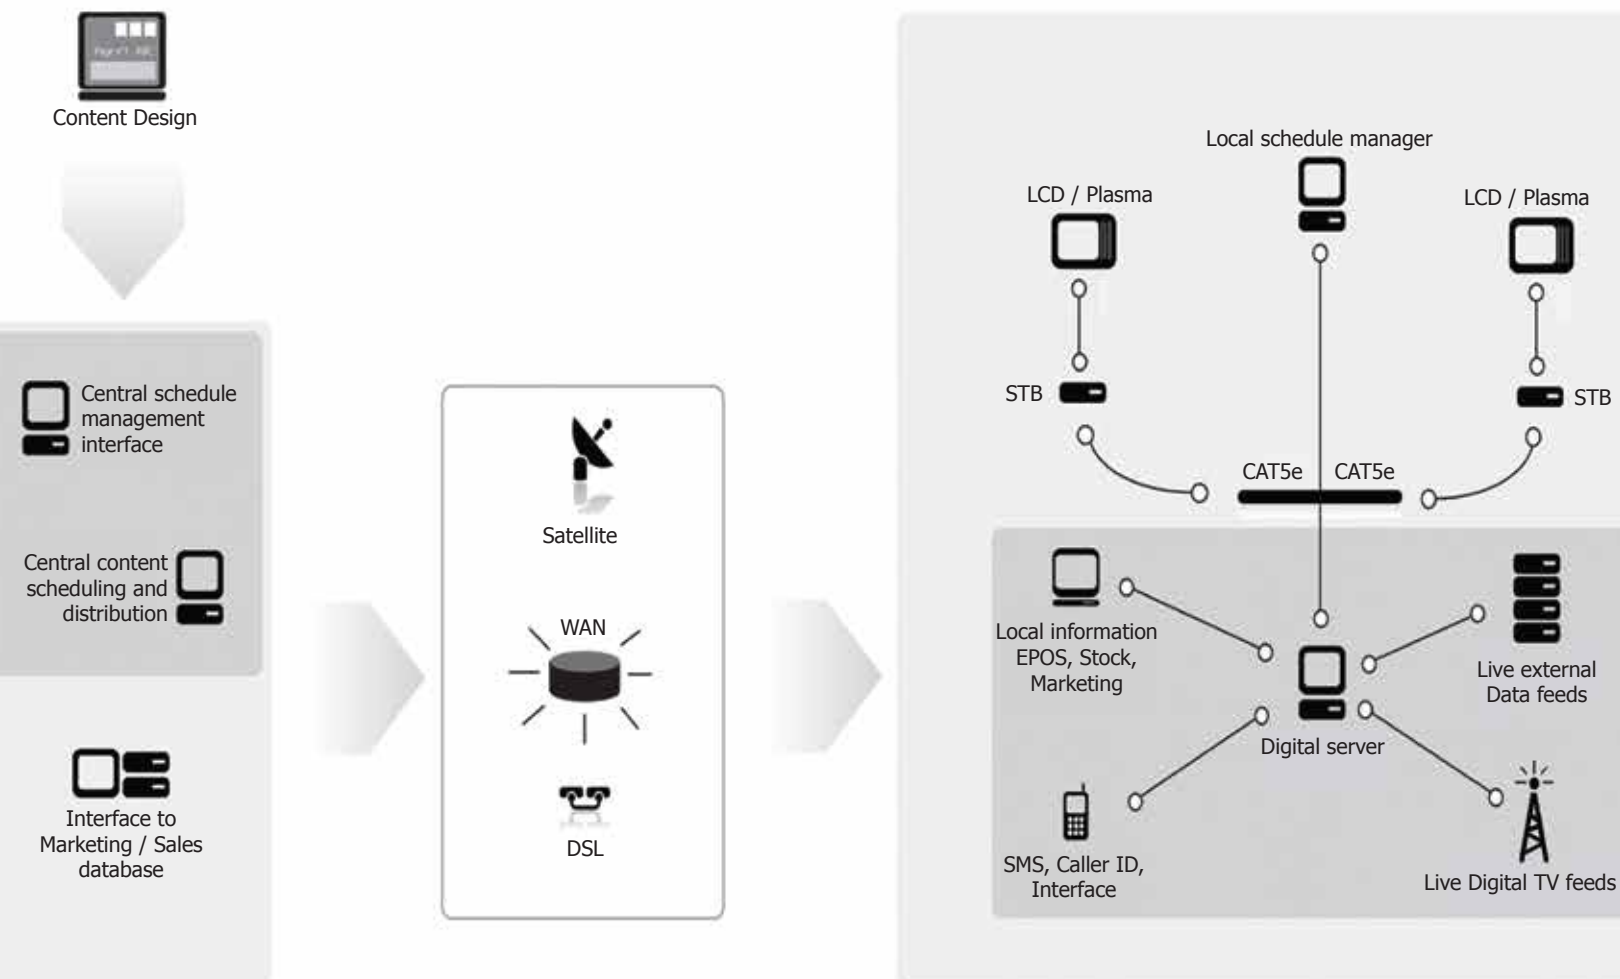 Content Design
Central schedule
management
interface
Central content
scheduling and
distribution
Interface to
Marketing / Sales
database
Satellite
WAN
DSL
Local schedule manager
LCD / Plasma
LCD / Plasma
STB
STB
CAT5e
CAT5e
Local information
EPOS, Stock,
Marketing
Live external
Data feeds
Digital server
SMS, Caller ID,
Interface
Live Digital TV feeds